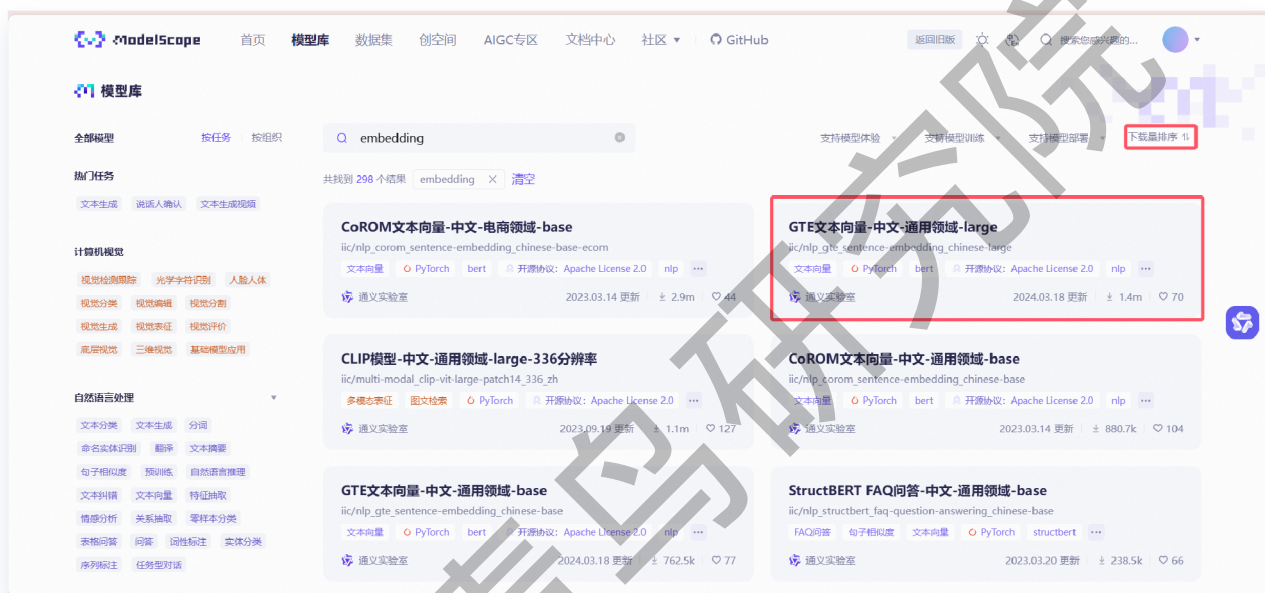 ModelScope 首页 模型库 数据集 创空间 AIGC专区 文档中心 社区 GitHub 返回旧版 搜索您感兴趣的...
模型库
全部模型 按任务 按组织
embedding
支持模型体验 支持模型训练 支持模型部署 下载量排序
热门任务
共找到 298 个结果 embedding 清空
文本生成 说话人确认 文本生成视频
计算机视觉
视觉检测跟踪 光学字符识别 人脸人体
视觉分类 视觉编辑 视觉分割
视觉生成 视觉表征 视觉评价
底层视觉 三维视觉 基础模型应用
自然语言处理
文本分类 文本生成 分词
命名实体识别 翻译 文本摘要
句子相似度 预训练 自然语言推理
文本纠错 文本向量 特征抽取
情感分析 关系抽取 零样本分类
表格问答 问答 词性标注 实体分类
序列标注 任务型对话
CoROM文本向量-中文-电商领域-base
iic/nlp_corom_sentence-embedding_chinese-base-ecom
文本向量 PyTorch bert 开源协议：Apache License 2.0 nlp ...
通义实验室 2023.03.14 更新 2.9m 44
GTE文本向量-中文-通用领域-large
iic/nlp_gte_sentence-embedding_chinese-large
文本向量 PyTorch bert 开源协议：Apache License 2.0 nlp ...
通义实验室 2024.03.18 更新 1.4m 70
CLIP模型-中文-通用领域-large-336分辨率
iic/multi-modal_clip-vit-large-patch14_336_zh
多模态表征 图文检索 PyTorch 开源协议：Apache License 2.0 ...
通义实验室 2023.09.19 更新 1.1m 127
CoROM文本向量-中文-通用领域-base
iic/nlp_corom_sentence-embedding_chinese-base
文本向量 PyTorch bert 开源协议：Apache License 2.0 nlp ...
通义实验室 2023.03.14 更新 880.7k 104
GTE文本向量-中文-通用领域-base
iic/nlp_gte_sentence-embedding_chinese-base
文本向量 PyTorch bert 开源协议：Apache License 2.0 nlp ...
通义实验室 2024.03.18 更新 762.5k 77
StructBERT FAQ问答-中文-通用领域-base
iic/nlp_structbert_faq-question-answering_chinese-base
FAQ问答 句子相似度 文本向量 PyTorch structbert ...
通义实验室 2023.03.20 更新 238.5k 66
鸟研究院